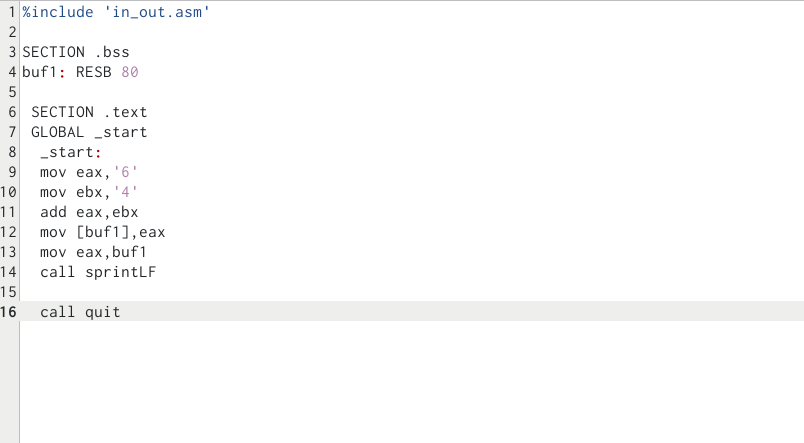 1 %include 'in_out.asm'
2
3 SECTION .bss
4 buf1: RESB 80
5
6 SECTION .text
7 GLOBAL _start
8 _start:
9 mov eax,'6'
10 mov ebx,'4'
11 add eax,ebx
12 mov [buf1],eax
13 mov eax,buf1
14 call sprintLF
15
16 call quit